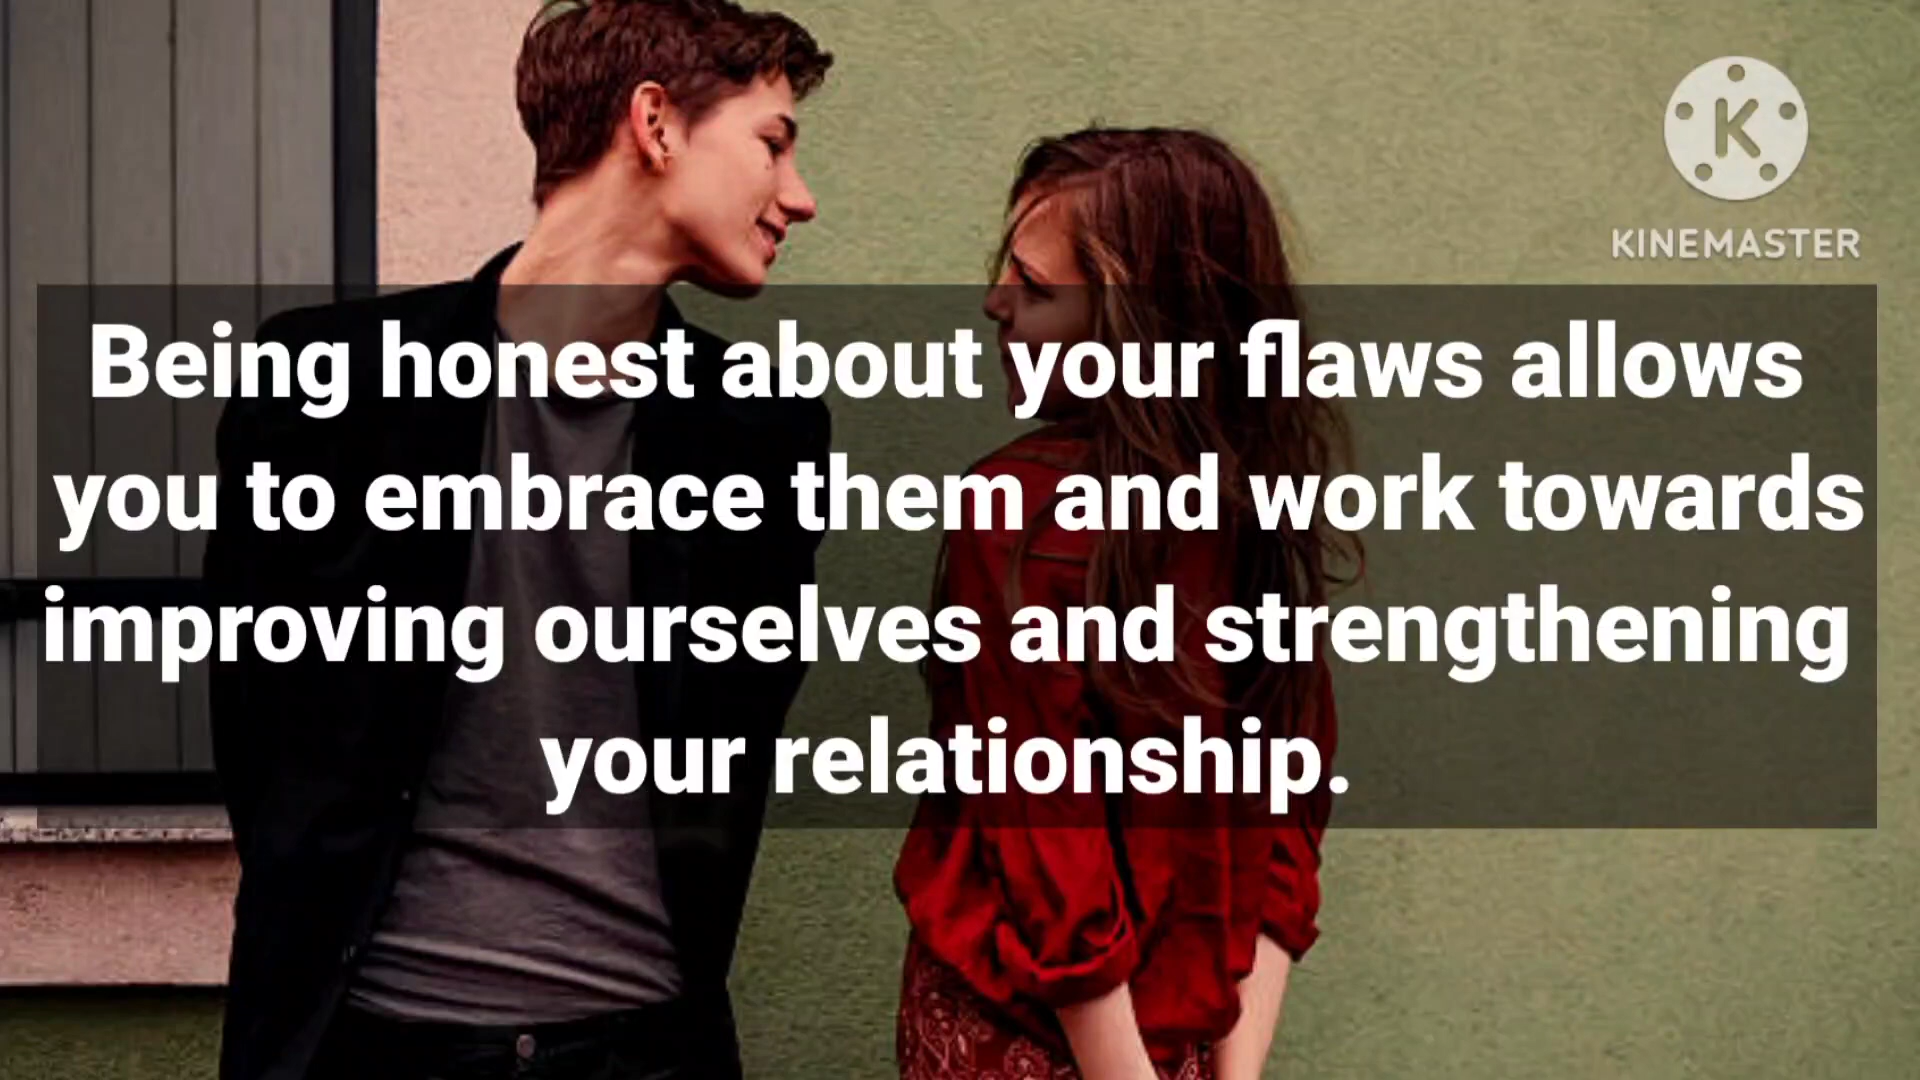 K
KINEMASTER
Being honest about your flaws allows
you to embrace them and work towards
improving ourselves and strengthening
your relationship.